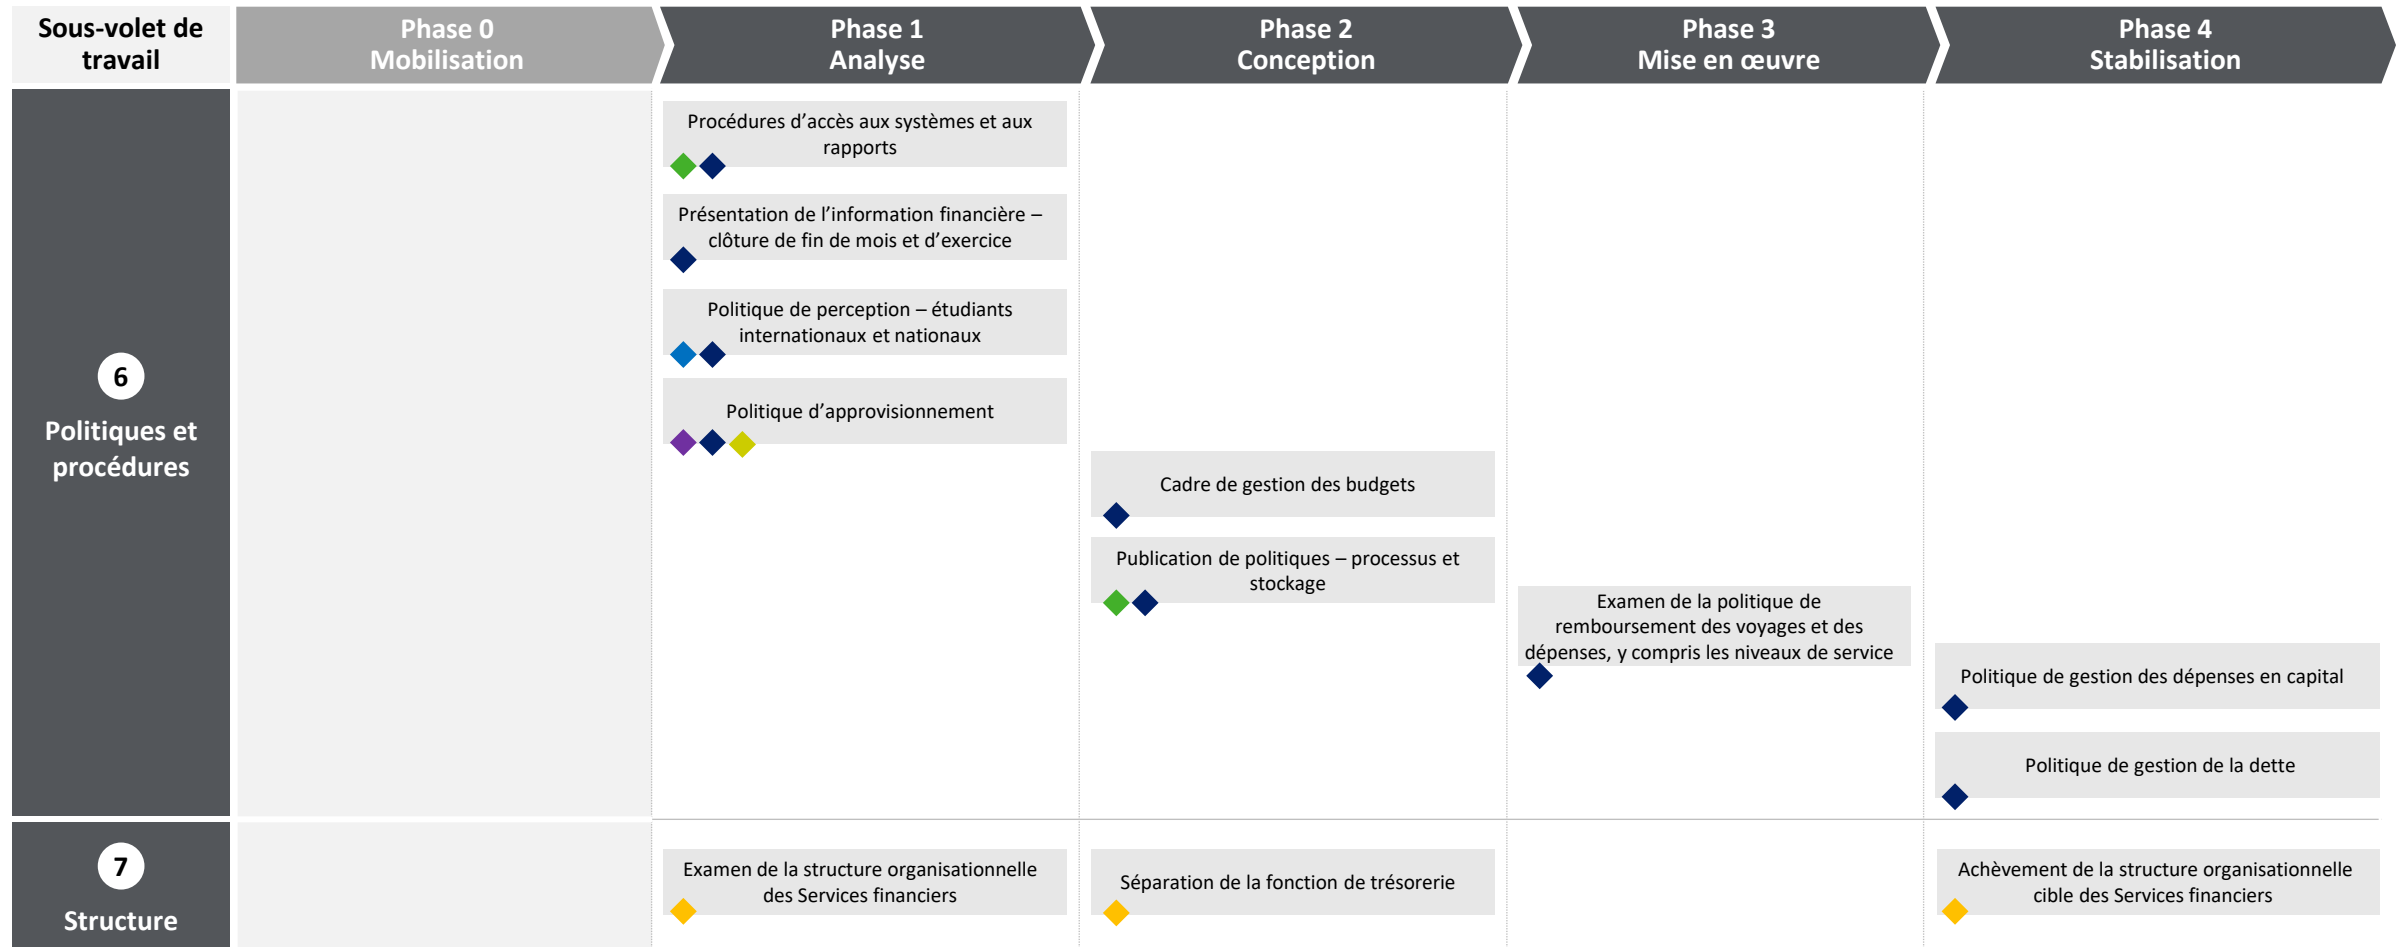 Sous-volet de
travail
Phase 0
Mobilisation
Phase 1
Analyse
Phase 2
Conception
Phase 3
Mise en œuvre
Phase 4
Stabilisation
6
Politiques et
procédures
Procédures d’accès aux systèmes et aux
rapports
Présentation de l’information financière –
clôture de fin de mois et d’exercice
Politique de perception – étudiants
internationaux et nationaux
Politique d’approvisionnement
Cadre de gestion des budgets
Publication de politiques – processus et
stockage
Examen de la politique de
remboursement des voyages et des
dépenses, y compris les niveaux de service
Politique de gestion des dépenses en capital
Politique de gestion de la dette
7
Structure
Examen de la structure organisationnelle
des Services financiers
Séparation de la fonction de trésorerie
Achèvement de la structure organisationnelle
cible des Services financiers